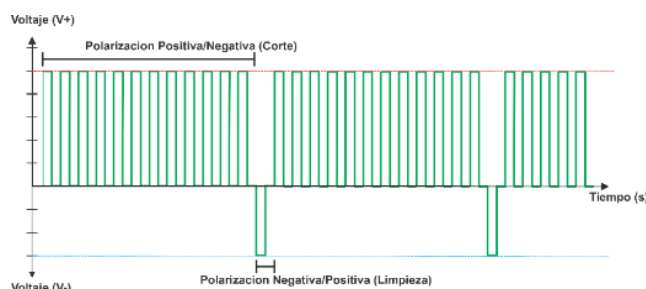 Voltaje (V+)
Polarizacion Positiva/Negativa (Corte)
Tiempo (s)
Polarizacion Negativa/Positiva (Limpieza)
Voltaje (V-)